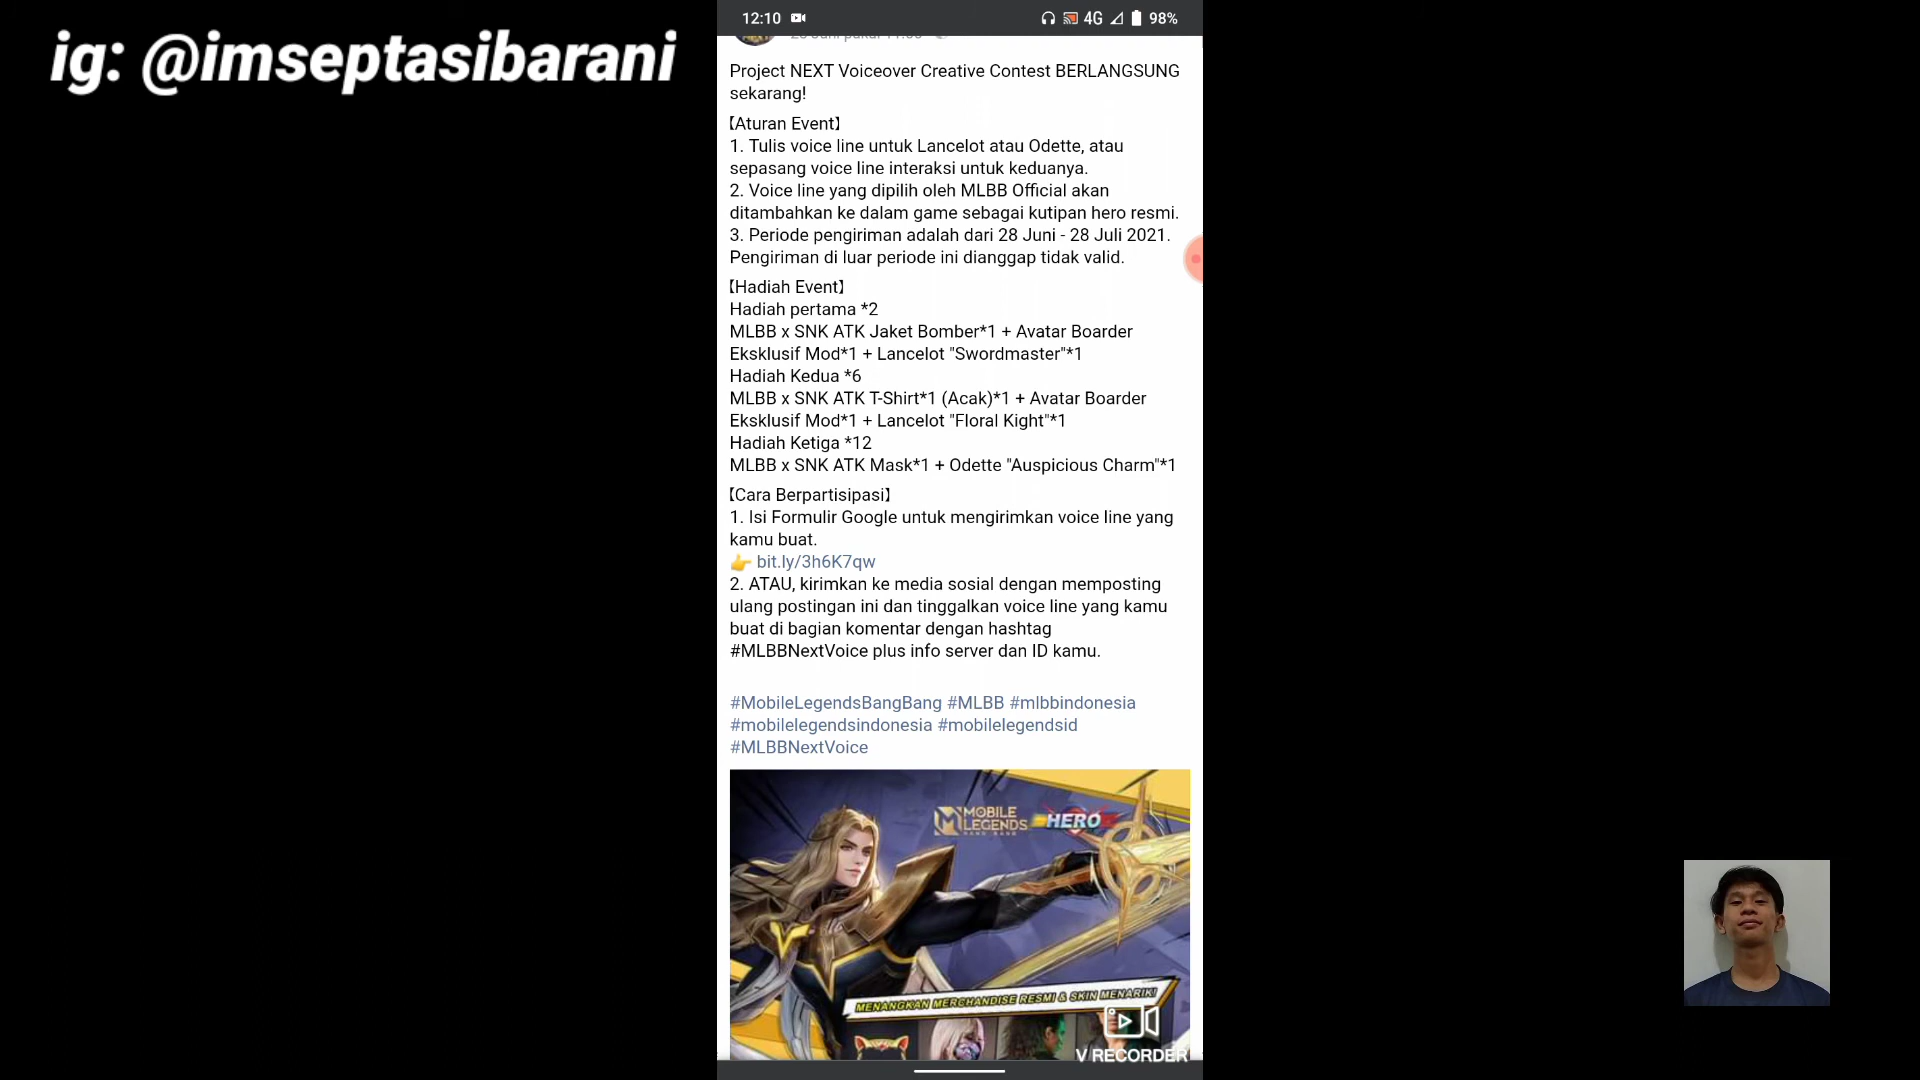 ig: @imseptasibarani
12:10
4G
98%
Project NEXT Voiceover Creative Contest BERLANGSUNG
sekarang!
【Aturan Event】
1. Tulis voice line untuk Lancelot atau Odette, atau
sepasang voice line interaksi untuk keduanya.
2. Voice line yang dipilih oleh MLBB Official akan
ditambahkan ke dalam game sebagai kutipan hero resmi.
3. Periode pengiriman adalah dari 28 Juni - 28 Juli 2021.
Pengiriman di luar periode ini dianggap tidak valid.
【Hadiah Event】
Hadiah pertama *2
MLBB x SNK ATK Jaket Bomber*1 + Avatar Boarder
Eksklusif Mod*1 + Lancelot "Swordmaster"*1
Hadiah Kedua *6
MLBB x SNK ATK T-Shirt*1 (Acak)*1 + Avatar Boarder
Eksklusif Mod*1 + Lancelot "Floral Kight"*1
Hadiah Ketiga *12
MLBB x SNK ATK Mask*1 + Odette "Auspicious Charm"*1
【Cara Berpartisipasi】
1. Isi Formulir Google untuk mengirimkan voice line yang
kamu buat.
👉 bit.ly/3h6K7qw
2. ATAU, kirimkan ke media sosial dengan memposting
ulang postingan ini dan tinggalkan voice line yang kamu
buat di bagian komentar dengan hashtag
#MLBBNextVoice plus info server dan ID kamu.
#MobileLegendsBangBang #MLBB #mlbbindonesia
#mobilelegendsindonesia #mobilelegendsid
#MLBBNextVoice
MOBILE
LEGENDS
HERO
MENANGKAN MERCHANDISE RESMI & SKIN MENARIK!
V RECORDER